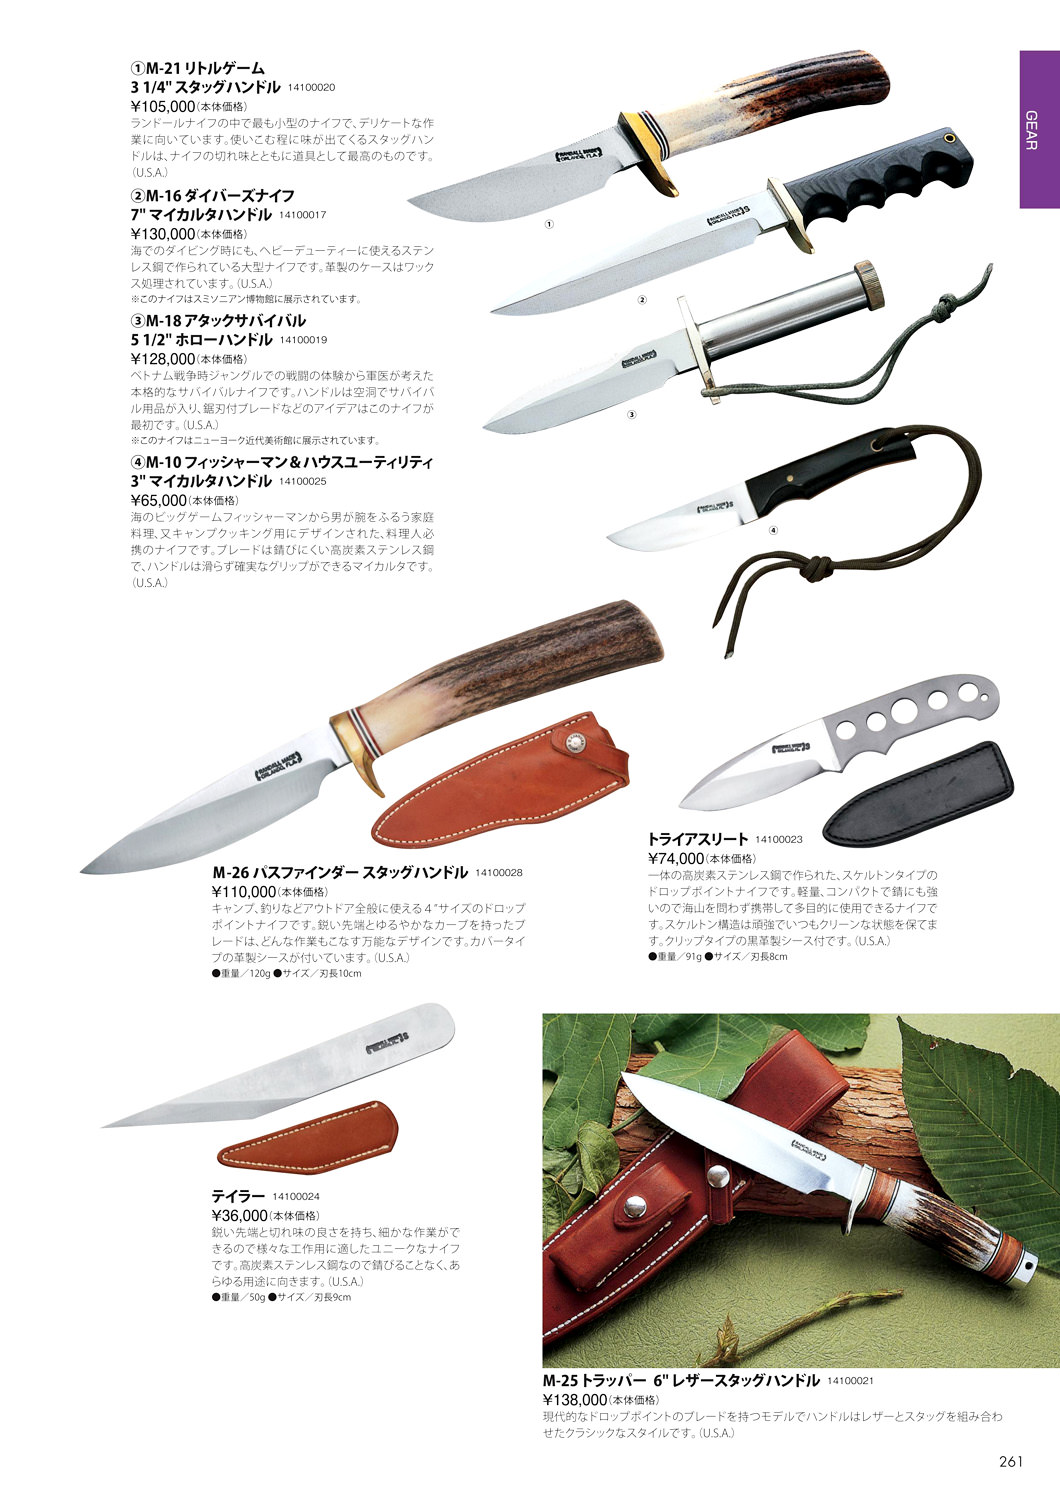 ①M-21 リトルゲーム
3 1/4" スタッグハンドル 14100020
¥105,000(本体価格)
ランドールナイフの中で最も小型のナイフで、デリケートな作
業に向いています。使いこむ程に味が出てくるスタッグハン
ドルは、ナイフの切れ味とともに道具として最高のものです。
(U.S.A.)
②M-16 ダイバーズナイフ
7" マイカルタハンドル 14100017
¥130,000(本体価格)
海でのダイビング時にも、ヘビーデューティーに使えるステン
レス鋼で作られている大型ナイフです。革製のケースはワック
ス処理されています。(U.S.A.)
※このナイフはスミソニアン博物館に展示されています。
③M-18 アタックサバイバル
5 1/2" ホローハンドル 14100019
¥128,000(本体価格)
ベトナム戦争時ジャングルでの戦闘の体験から軍医が考えた
本格的なサバイバルナイフです。ハンドルは空洞でサバイバ
ル用品が入り、鋸刃付ブレードなどのアイデアはこのナイフが
最初です。(U.S.A.)
※このナイフはニューヨーク近代美術館に展示されています。
④M-10 フィッシャーマン&ハウスユーティリティ
3" マイカルタハンドル 14100025
¥65,000(本体価格)
海のビッグゲームフィッシャーマンから男が腕をふるう家庭
料理、又キャンプクッキング用にデザインされた、料理人必
携のナイフです。ブレードは錆びにくい高炭素ステンレス鋼
で、ハンドルは滑らず確実なグリップができるマイカルタです。
(U.S.A.)
GEAR
RANDALL MADE
ORLANDO, FLA.
①
RANDALL MADE
ORLANDO, FLA. S
②
RANDALL MADE
ORLANDO, FLA.
③
RANDALL MADE
ORLANDO, FL. S
④
RANDALL MADE
ORLANDO, FLA.
M-26 パスファインダー スタッグハンドル 14100028
¥110,000(本体価格)
キャンプ、釣りなどアウトドア全般に使える4″サイズのドロップ
ポイントナイフです。鋭い先端とゆるやかなカーブを持ったブ
レードは、どんな作業もこなす万能なデザインです。カバータイ
プの革製シースが付いています。(U.S.A.)
●重量/120g ●サイズ/刃長10cm
RANDALL MADE
ORLANDO, FL. S
トライアスリート 14100023
¥74,000(本体価格)
一体の高炭素ステンレス鋼で作られた、スケルトンタイプの
ドロップポイントナイフです。軽量、コンパクトで錆にも強
いので海山を問わず携帯して多目的に使用できるナイフで
す。スケルトン構造は頑強でいつもクリーンな状態を保てま
す。クリップタイプの黒革製シース付です。(U.S.A.)
●重量/91g ●サイズ/刃長8cm
テイラー 14100024
¥36,000(本体価格)
鋭い先端と切れ味の良さを持ち、細かな作業がで
きるので様々な工作用に適したユニークなナイフ
です。高炭素ステンレス鋼なので錆びることなく、あ
らゆる用途に向きます。(U.S.A.)
●重量/50g ●サイズ/刃長9cm
RANDALL MADE
ORLANDO, FLA.
M-25 トラッパー 6" レザースタッグハンドル 14100021
¥138,000(本体価格)
現代的なドロップポイントのブレードを持つモデルでハンドルはレザーとスタッグを組み合わ
せたクラシックなスタイルです。(U.S.A.)
261